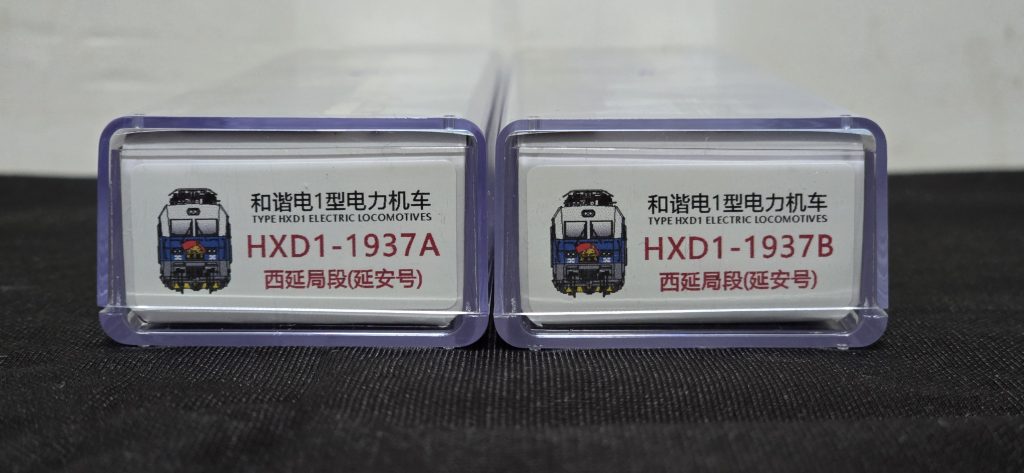 和谐电1型电力机车
TYPE HXD1 ELECTRIC LOCOMOTIVES
HXD1-1937A
西延局段(延安号)
和谐电1型电力机车
TYPE HXD1 ELECTRIC LOCOMOTIVES
HXD1-1937B
西延局段(延安号)